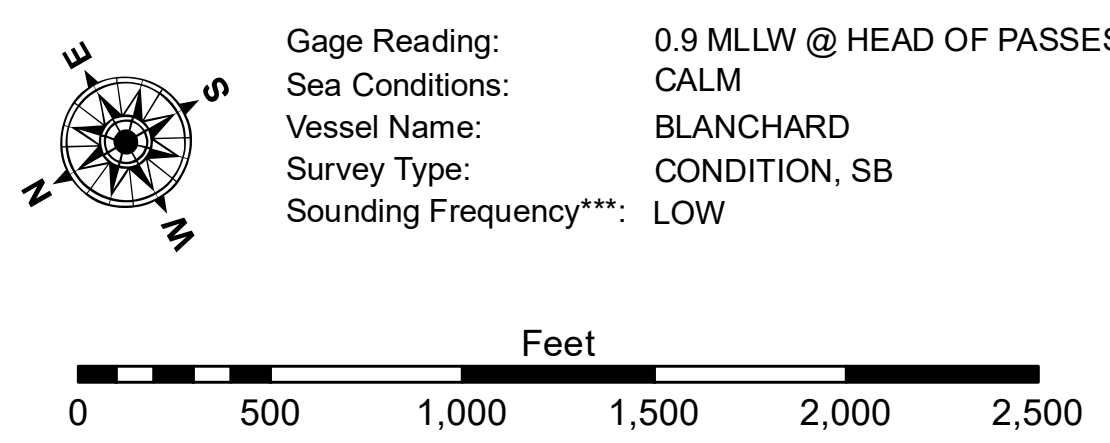 E
S
N
W
Gage Reading: 0.9 MLLW @ HEAD OF PASSES
Sea Conditions: CALM
Vessel Name: BLANCHARD
Survey Type: CONDITION, SB
Sounding Frequency***: LOW
Feet
0 500 1,000 1,500 2,000 2,500